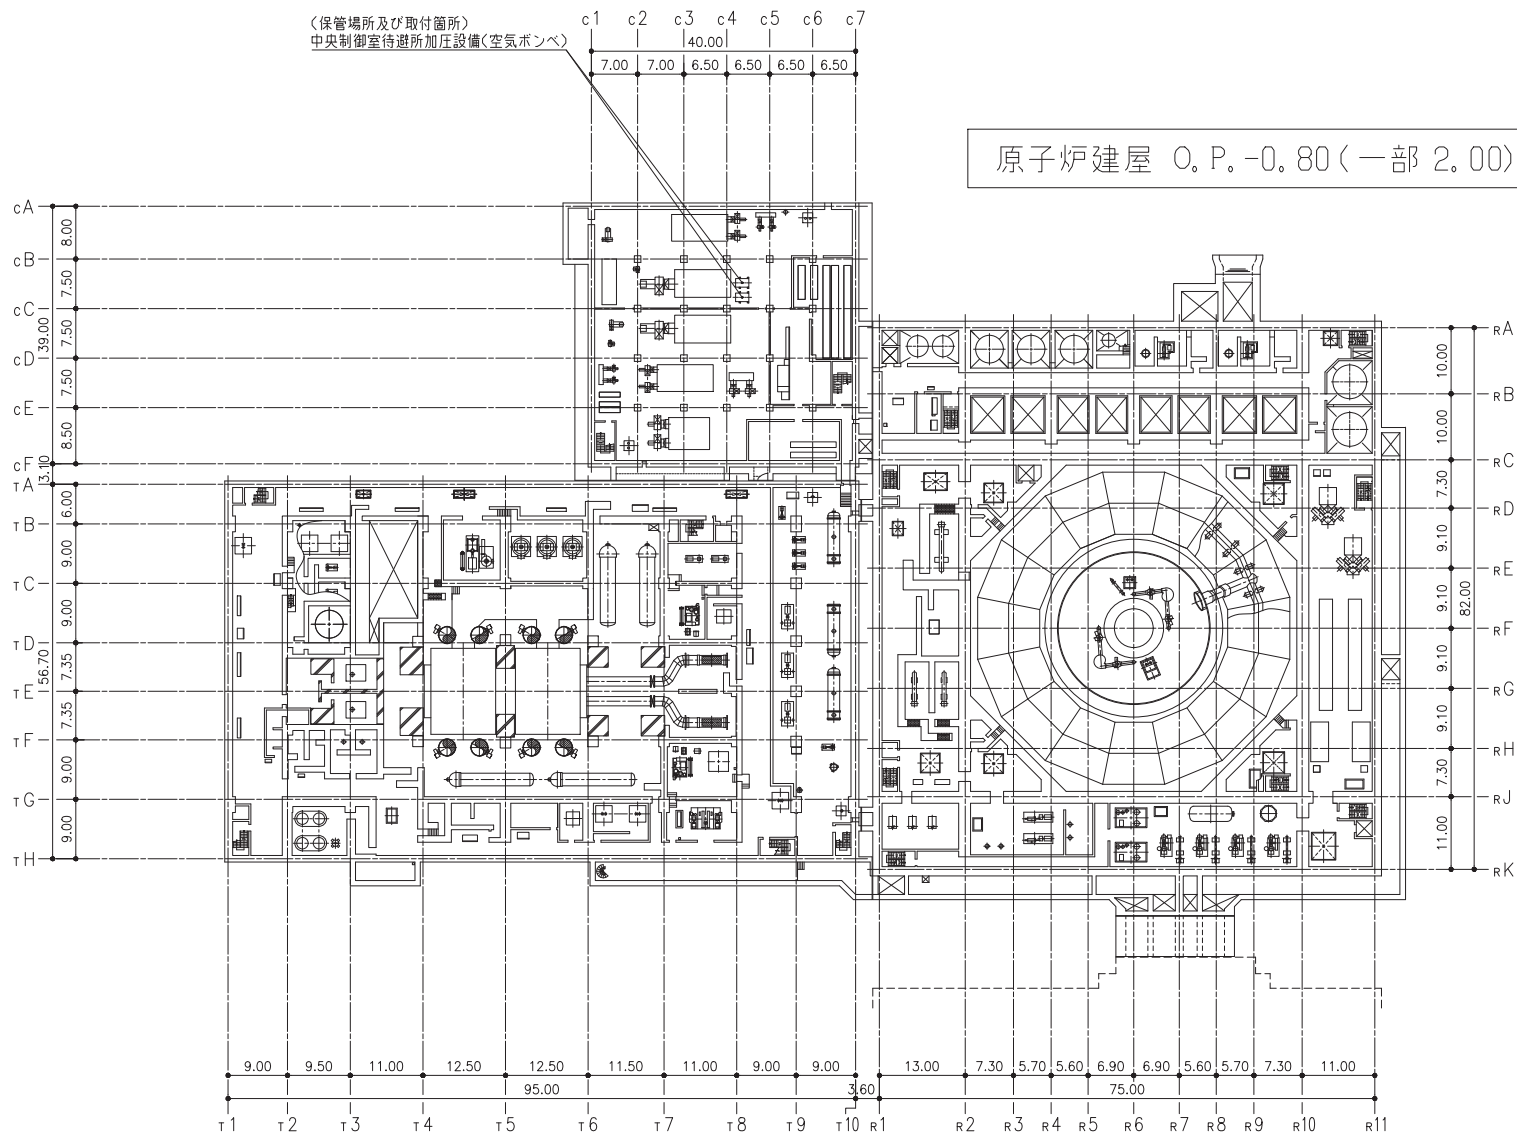 (保管場所及び取付箇所)
中央制御室待避所加圧設備(空気ボンベ)
c1 c2 c3 c4 c5 c6 c7
40.00
7.00 7.00 6.50 6.50 6.50 6.50
原子炉建屋 O.P.-0.80(一部 2.00)
cA
8.00
cB
7.50
cC
7.50
39.00
cD
7.50
cE
8.50
cF
3.10
TA
6.00
TB
9.00
TC
9.00
TD
7.35
56.70
TE
7.35
TF
9.00
TG
9.00
TH
RA
10.00
RB
10.00
RC
7.30
RD
9.10
RE
9.10
82.00
RF
9.10
RG
9.10
RH
7.30
RJ
11.00
RK
9.00 9.50 11.00 12.50 12.50 11.50 11.00 9.00 9.00 13.00 7.30 5.70 5.60 6.90 6.90 5.60 5.70 7.30 11.00
95.00 3.60 75.00
T1 T2 T3 T4 T5 T6 T7 T8 T9 T10 R1 R2 R3 R4 R5 R6 R7 R8 R9 R10 R11